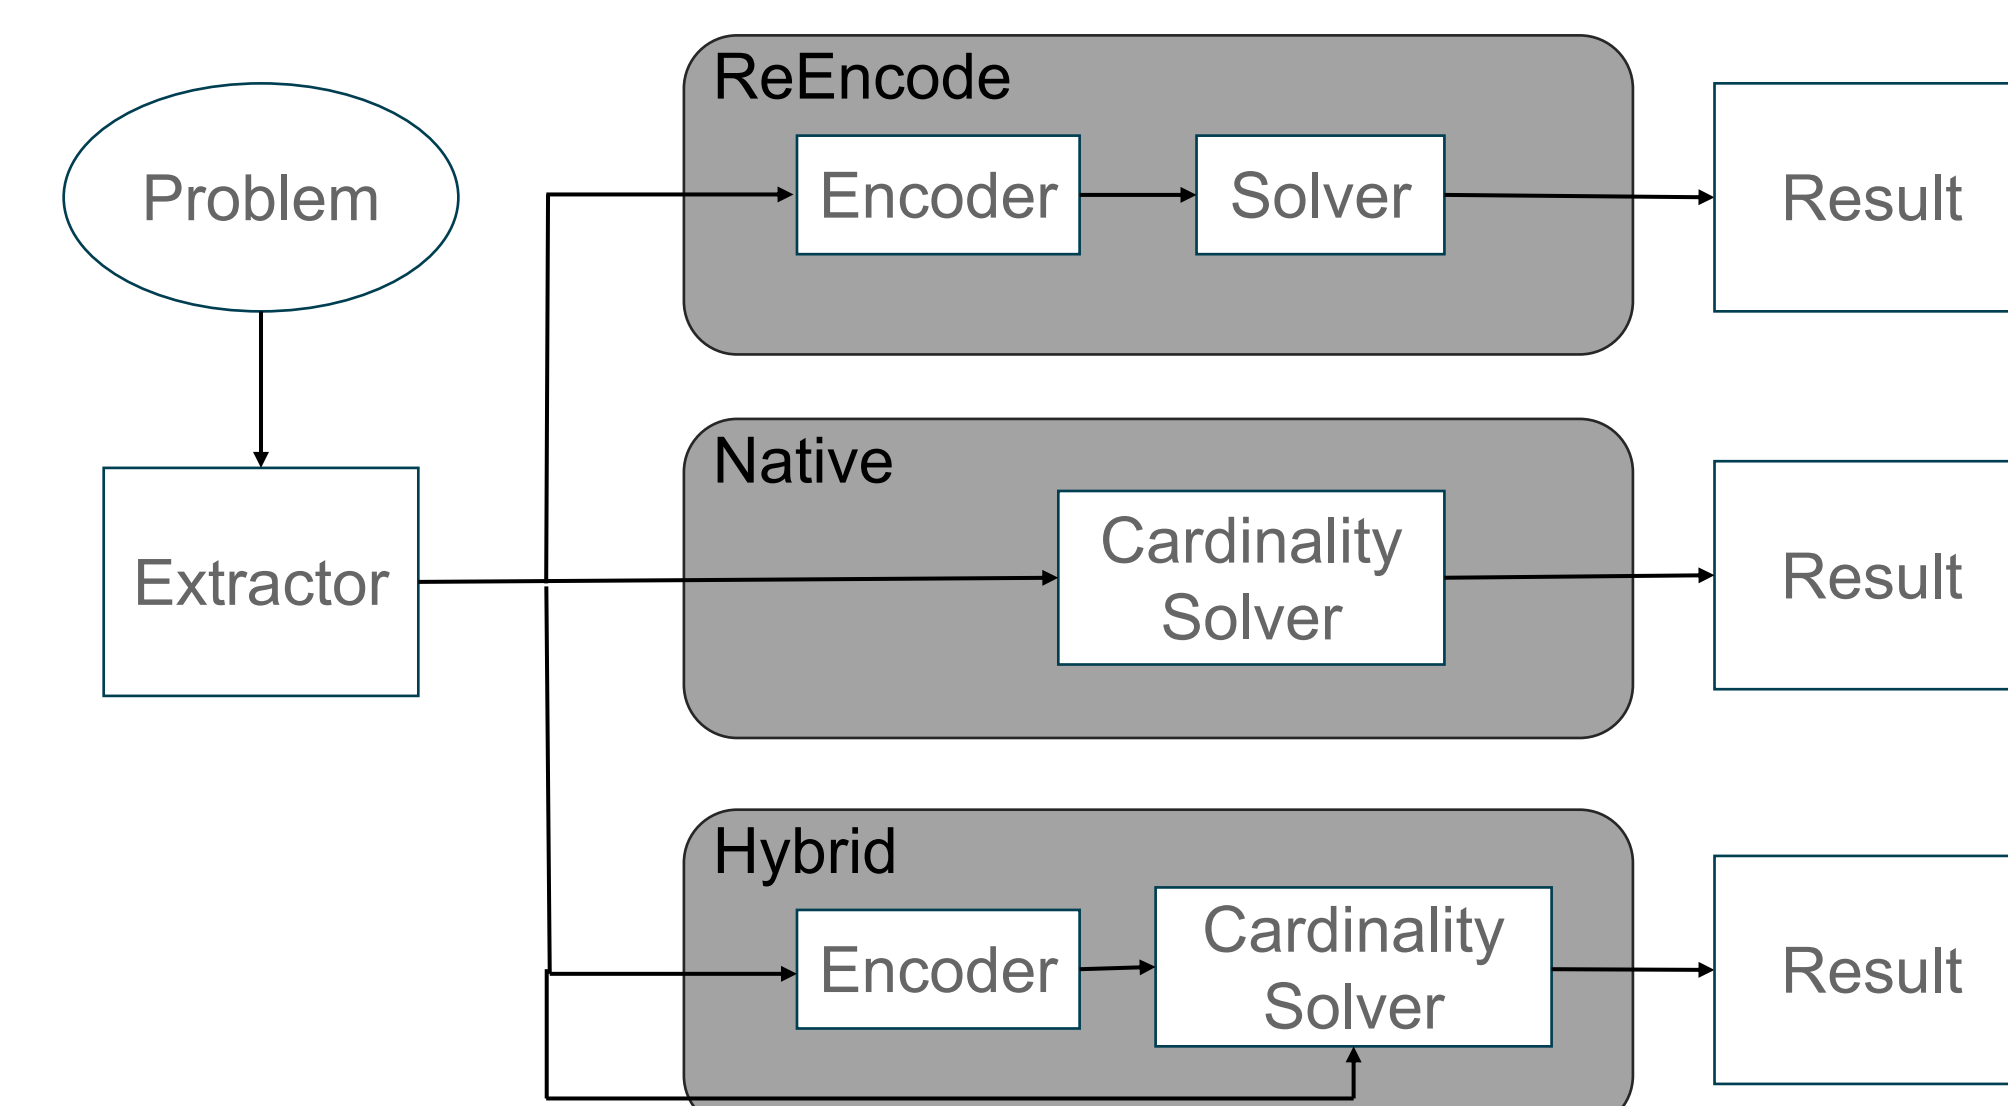 Problem
Extractor
ReEncode
Encoder
Solver
Result
Native
Cardinality
Solver
Result
Hybrid
Encoder
Cardinality
Solver
Result